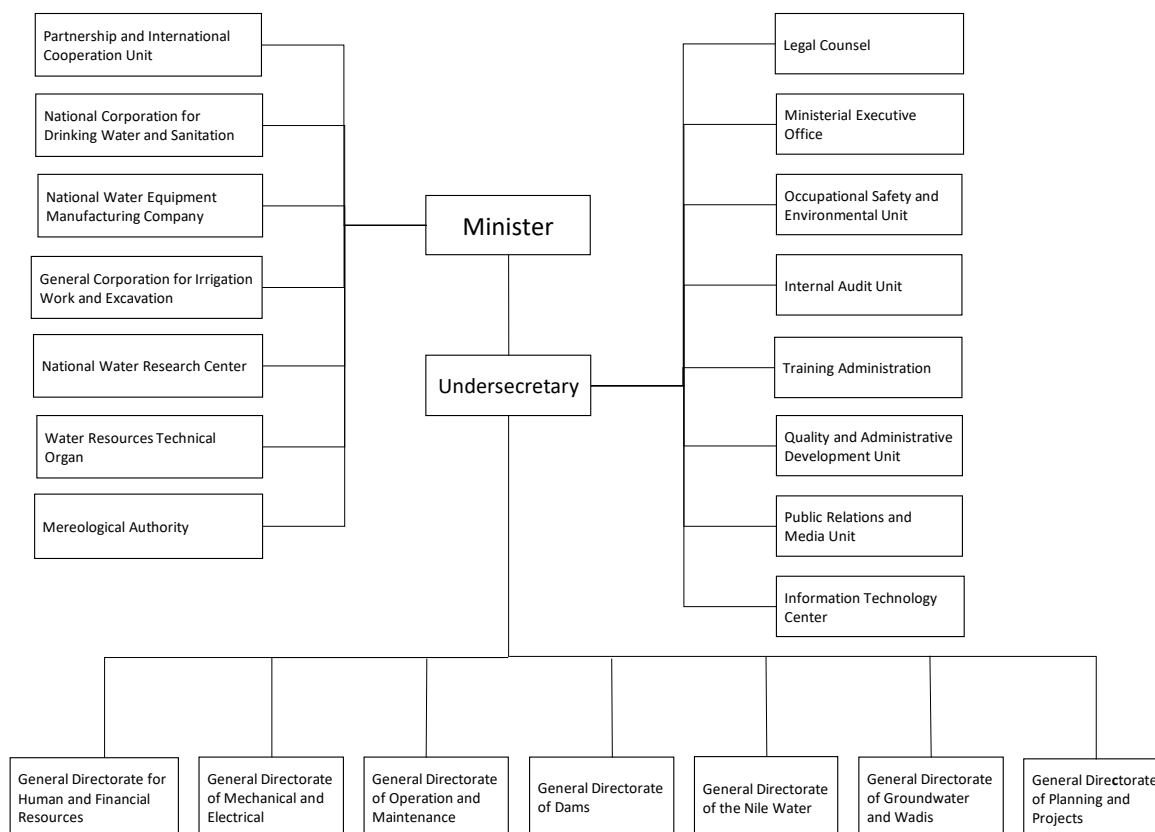 Partnership and International
Cooperation Unit
National Corporation for
Drinking Water and Sanitation
National Water Equipment
Manufacturing Company
General Corporation for Irrigation
Work and Excavation
National Water Research Center
Water Resources Technical
Organ
Mereological Authority
Minister
Undersecretary
Legal Counsel
Ministerial Executive
Office
Occupational Safety and
Environmental Unit
Internal Audit Unit
Training Administration
Quality and Administrative
Development Unit
Public Relations and
Media Unit
Information Technology
Center
General Directorate for
Human and Financial
Resources
General Directorate
of Mechanical and
Electrical
General Directorate
of Operation and
Maintenance
General Directorate
of Dams
General Directorate
of the Nile Water
General Directorate
of Groundwater
and Wadis
General Directorate
of Planning and
Projects